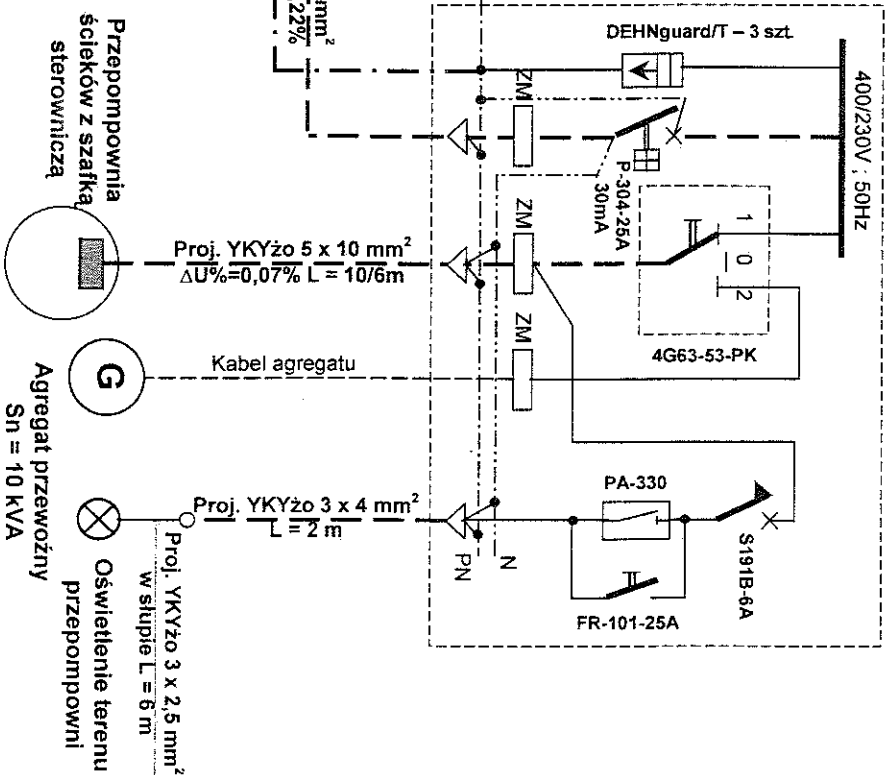 mm²
22%
DEHNguard/T – 3 szt.
400/230V ; 50Hz
ZM
P-304-25A
30mA
1 0 2
4G63-53-PK
ZM
ZM
Przepompownia
ścieków z szafką
sterowniczą
Proj. YKYżo 5 x 10 mm²
ΔU%=0,07% L = 10/6m
Kabel agregatu
G
Agregat przewoźny
Sn = 10 kVA
PA-330
S191B-6A
FR-101-25A
N
PN
Proj. YKYżo 3 x 4 mm²
L = 2 m
Proj. YKYżo 3 x 2,5 mm²
w słupie L = 6 m
Oświetlenie terenu
przepompowni